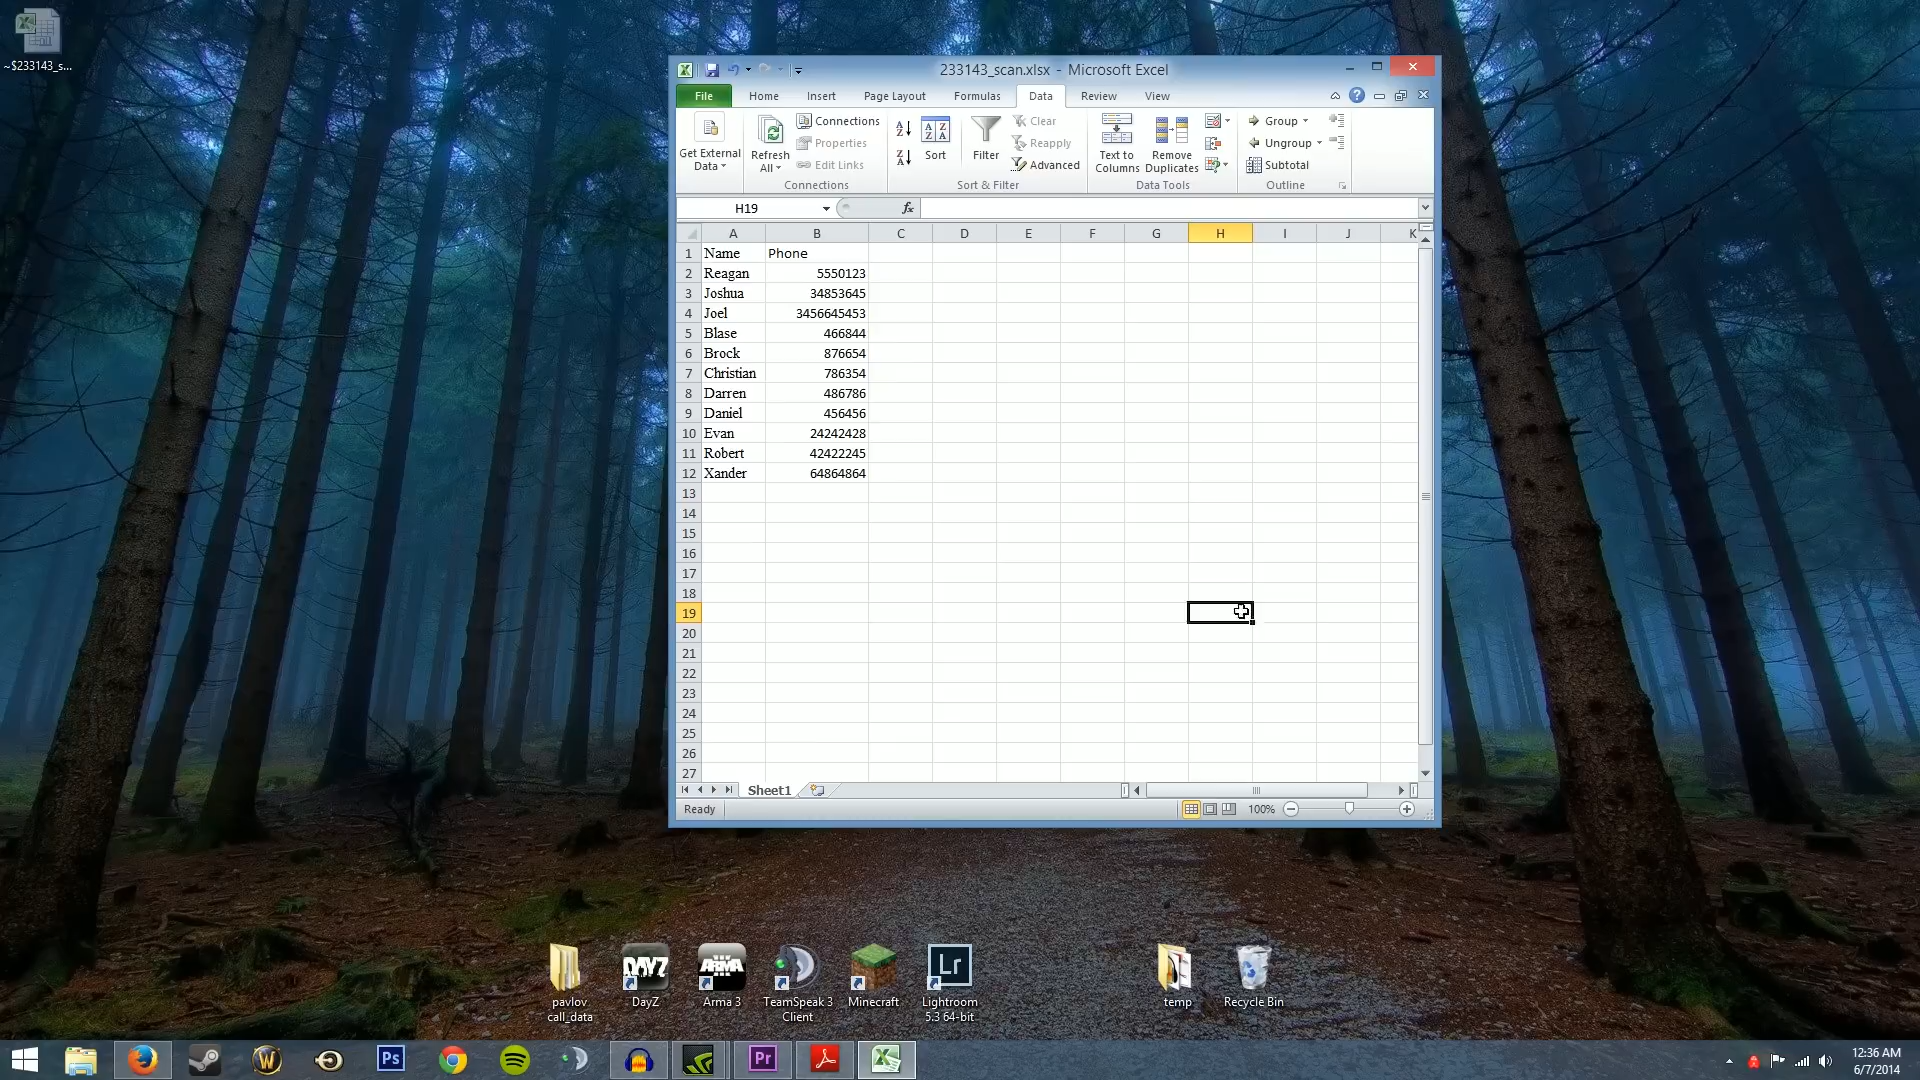 ~$233143_s...
233143_scan.xlsx - Microsoft Excel
File Home Insert Page Layout Formulas Data Review View
Get External Data
Refresh All
Connections
Properties
Edit Links
Connections
Sort
Filter
Clear
Reapply
Advanced
Sort & Filter
Text to Columns
Remove Duplicates
Data Tools
Group
Ungroup
Subtotal
Outline
H19 fx
A B C D E F G H I J K
1 Name Phone
2 Reagan 5550123
3 Joshua 34853645
4 Joel 3456645453
5 Blase 466844
6 Brock 876654
7 Christian 786354
8 Darren 486786
9 Daniel 456456
10 Evan 24242428
11 Robert 42422245
12 Xander 64864864
13
14
15
16
17
18
19
20
21
22
23
24
25
26
27
Sheet1
Ready 100%
DAYZ ARMA III Lr
pavlov call_data
DayZ
Arma 3
TeamSpeak 3 Client
Minecraft
Lightroom 5.3 64-bit
temp
Recycle Bin
Ps Pr
12:36 AM
6/7/2014